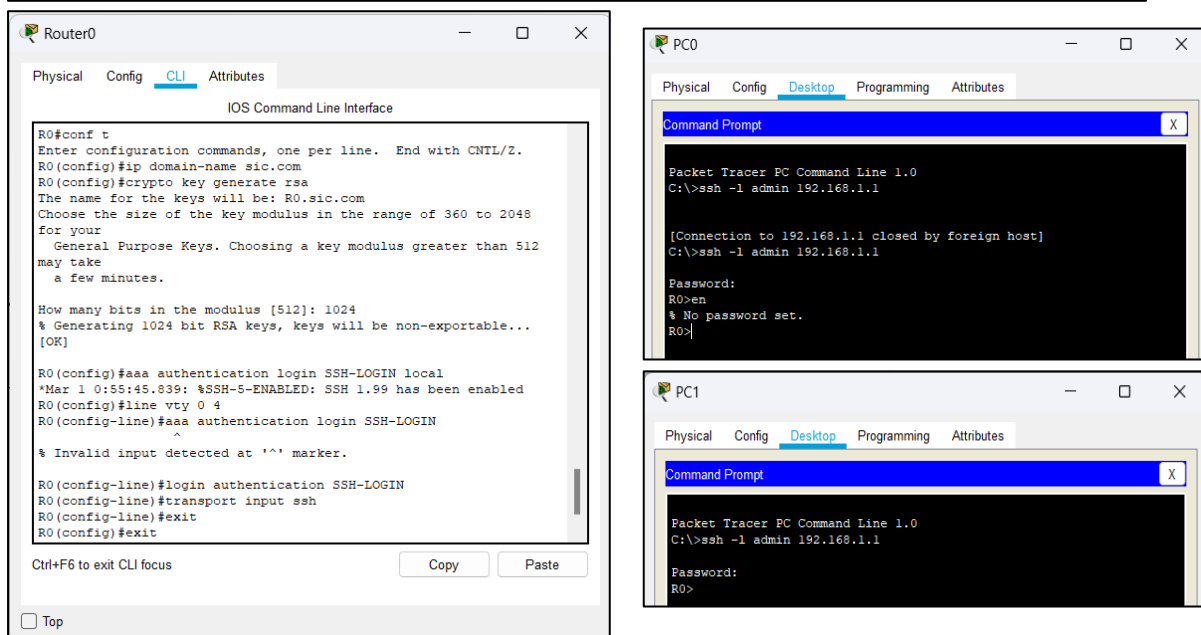 Router0
Physical Config CLI Attributes
IOS Command Line Interface
R0#conf t
Enter configuration commands, one per line.  End with CNTL/Z.
R0(config)#ip domain-name sic.com
R0(config)#crypto key generate rsa
The name for the keys will be: R0.sic.com
Choose the size of the key modulus in the range of 360 to 2048
for your
  General Purpose Keys. Choosing a key modulus greater than 512
may take
  a few minutes.
How many bits in the modulus [512]: 1024
% Generating 1024 bit RSA keys, keys will be non-exportable...
[OK]
R0(config)#aaa authentication login SSH-LOGIN local
*Mar 1 0:55:45.839: %SSH-5-ENABLED: SSH 1.99 has been enabled
R0(config)#line vty 0 4
R0(config-line)#aaa authentication login SSH-LOGIN
^
% Invalid input detected at '^' marker.
R0(config-line)#login authentication SSH-LOGIN
R0(config-line)#transport input ssh
R0(config-line)#exit
R0(config)#exit
Ctrl+F6 to exit CLI focus
Copy
Paste
Top
PC0
Physical Config Desktop Programming Attributes
Command Prompt
X
Packet Tracer PC Command Line 1.0
C:\>ssh -l admin 192.168.1.1
[Connection to 192.168.1.1 closed by foreign host]
C:\>ssh -l admin 192.168.1.1
Password:
R0>en
% No password set.
R0>
PC1
Physical Config Desktop Programming Attributes
Command Prompt
X
Packet Tracer PC Command Line 1.0
C:\>ssh -l admin 192.168.1.1
Password:
R0>